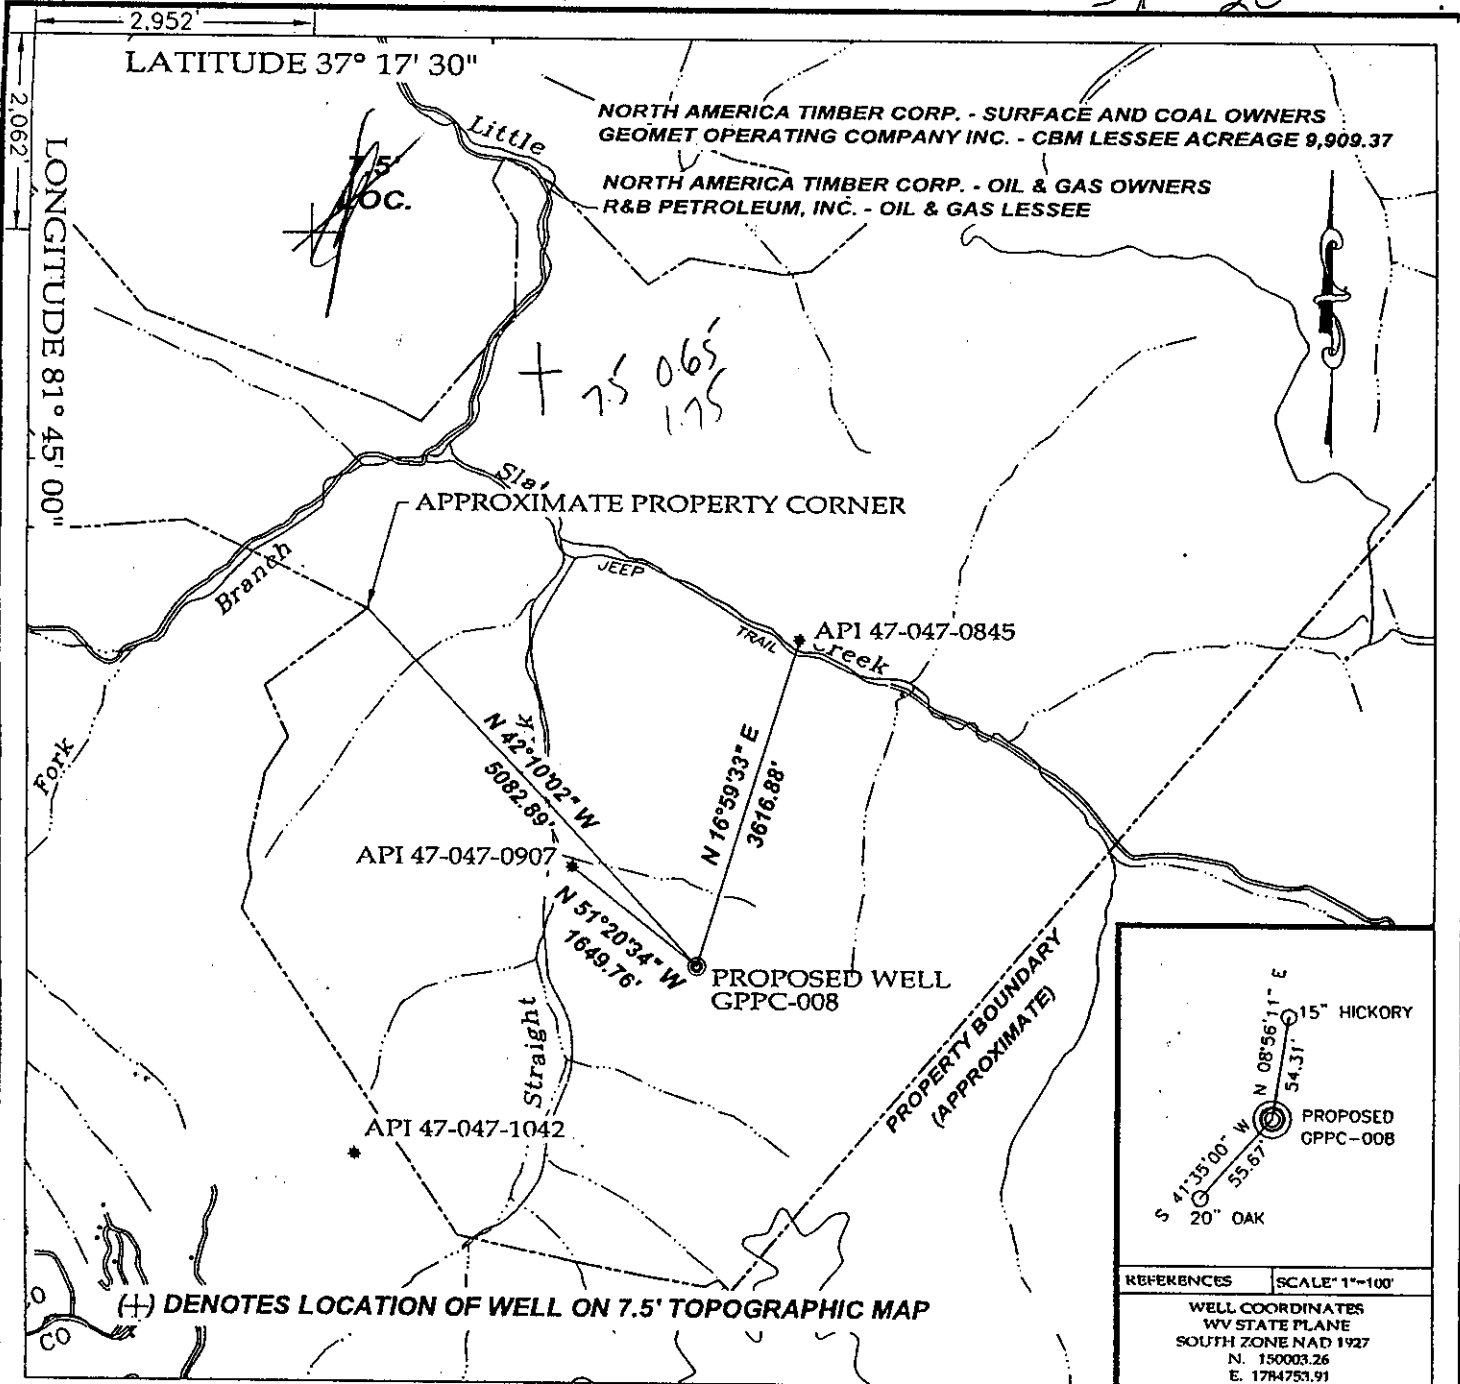 2,952'
LATITUDE 37° 17' 30"
2,062'
LONGITUDE 81° 45' 00"
NORTH AMERICA TIMBER CORP. - SURFACE AND COAL OWNERS
GEOMET OPERATING COMPANY INC. - CBM LESSEE ACREAGE 9,909.37
NORTH AMERICA TIMBER CORP. - OIL & GAS OWNERS
R&B PETROLEUM, INC. - OIL & GAS LESSEE
Little
7.5'
LOC.
7.5 0.65
1.75
APPROXIMATE PROPERTY CORNER
Branch
JEEP
TRAIL
API 47-047-0845
Creek
Fork
N 42°10'02" W
5082.89'
N 16°59'33" E
3616.88'
API 47-047-0907
N 51°20'34" W
1649.76'
PROPOSED WELL
GPPC-008
Straight
PROPERTY BOUNDARY
(APPROXIMATE)
API 47-047-1042
(+) DENOTES LOCATION OF WELL ON 7.5' TOPOGRAPHIC MAP
CO
15" HICKORY
N 08°56'11" E
54.31'
PROPOSED
GPPC-008
S 41°35'00" W
55.67'
20" OAK
REFERENCES
SCALE" 1"=100'
WELL COORDINATES
WV STATE PLANE
SOUTH ZONE NAD 1927
N. 150003.26
E. 1784753.91